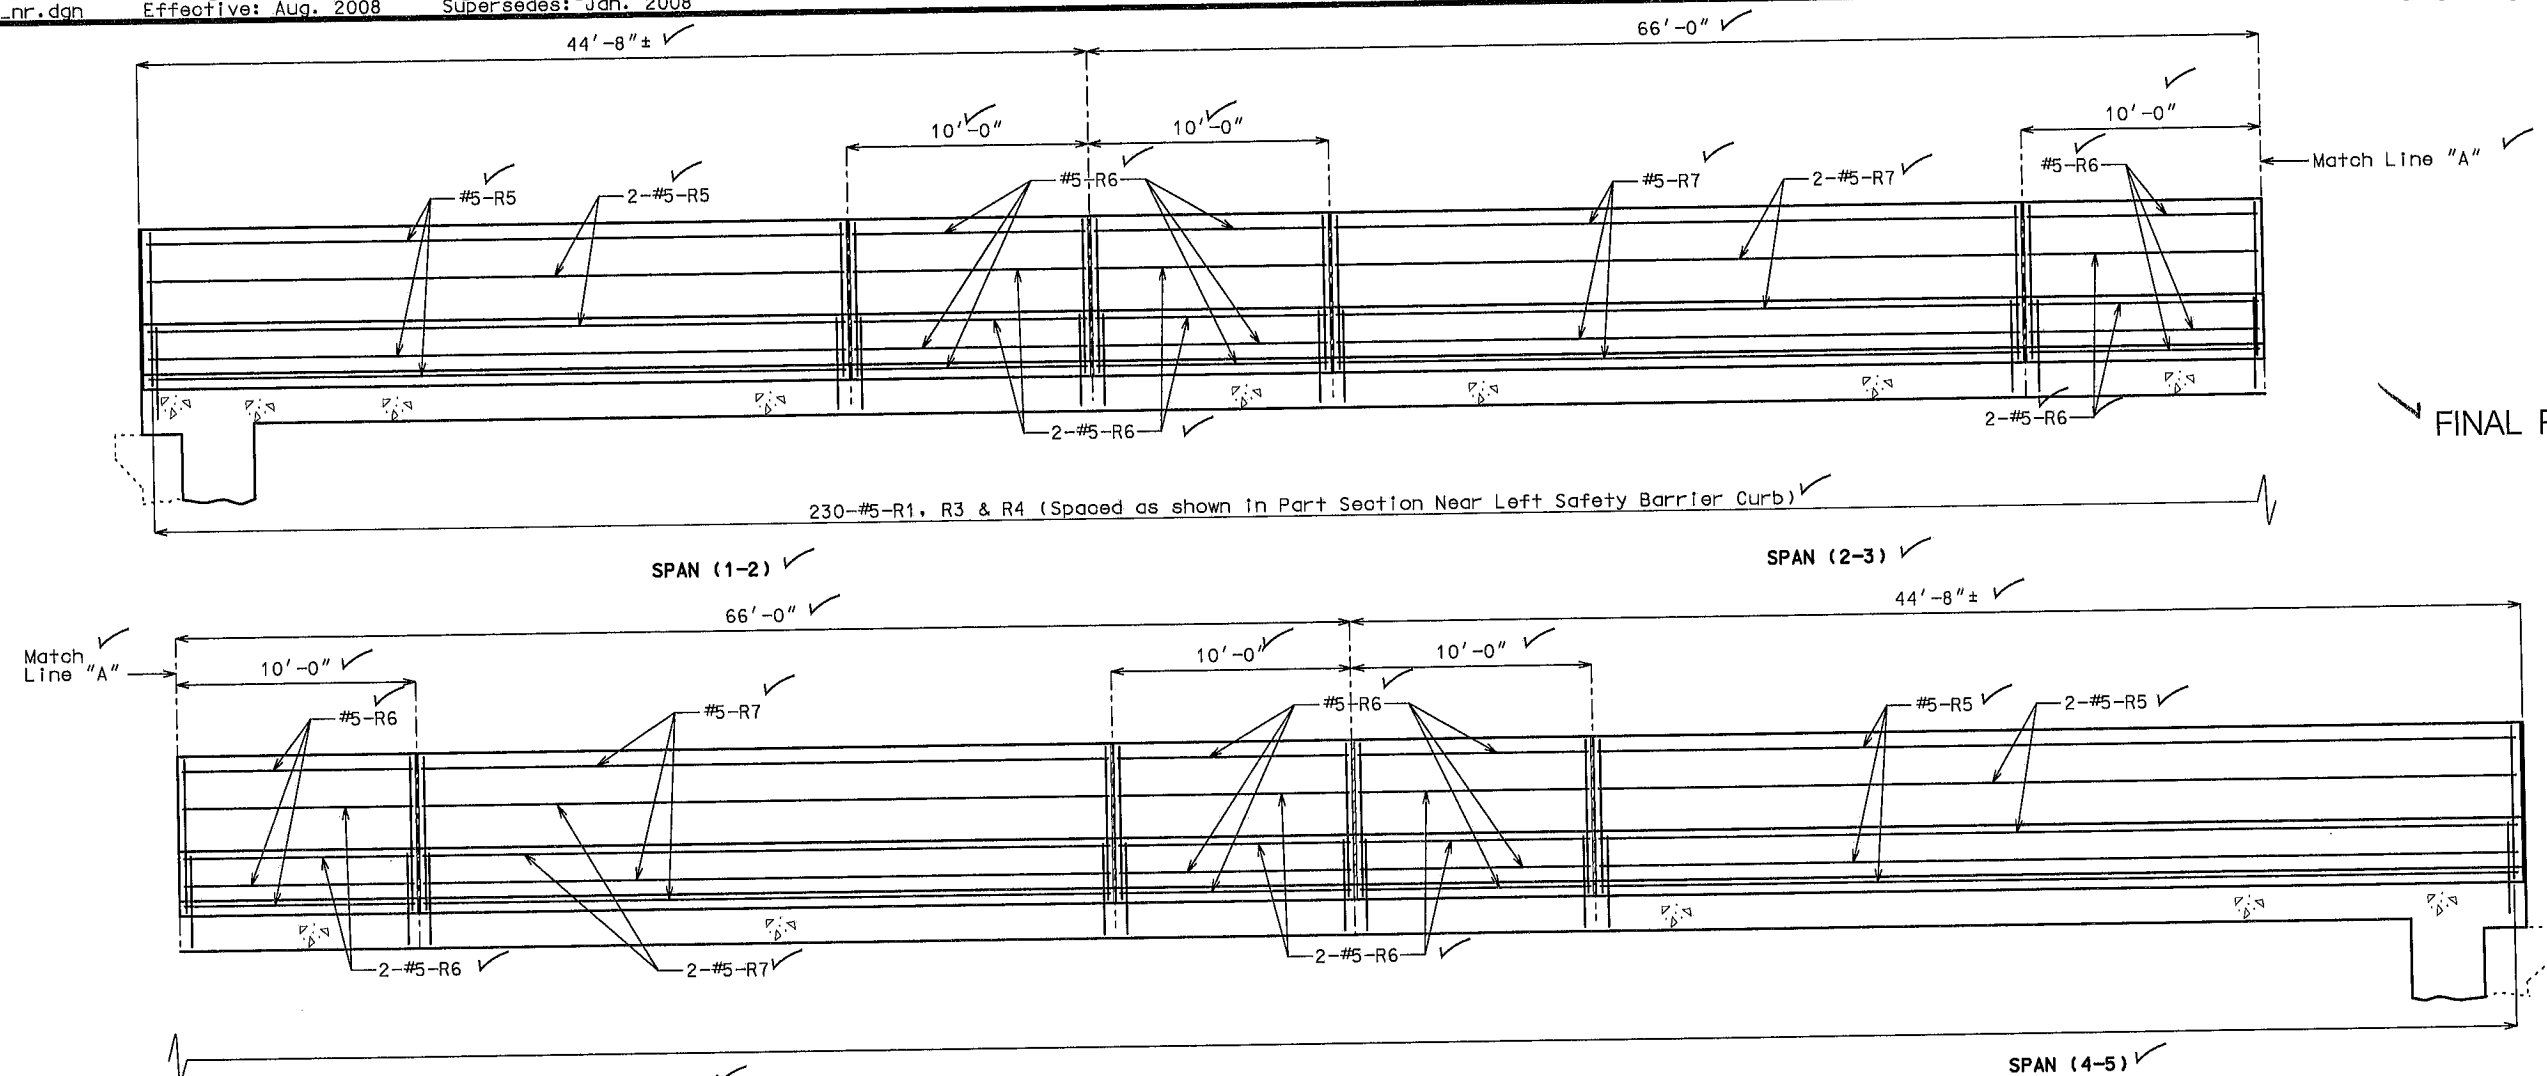 _nr.dgn Effective: Aug. 2008 Supersedes: Jan. 2008
44'-8"± 66'-0"
10'-0" 10'-0" 10'-0"
#5-R5 2-#5-R5 #5-R6 #5-R7 2-#5-R7 #5-R6 Match Line "A"
2-#5-R6 2-#5-R6 FINAL
230-#5-R1, R3 & R4 (Spaced as shown in Part Section Near Left Safety Barrier Curb)
SPAN (1-2) SPAN (2-3)
66'-0" 44'-8"±
Match
Line "A"
10'-0" 10'-0" 10'-0"
#5-R6 #5-R7 #5-R6 #5-R5 2-#5-R5
2-#5-R6 2-#5-R7 2-#5-R6
SPAN (4-5)